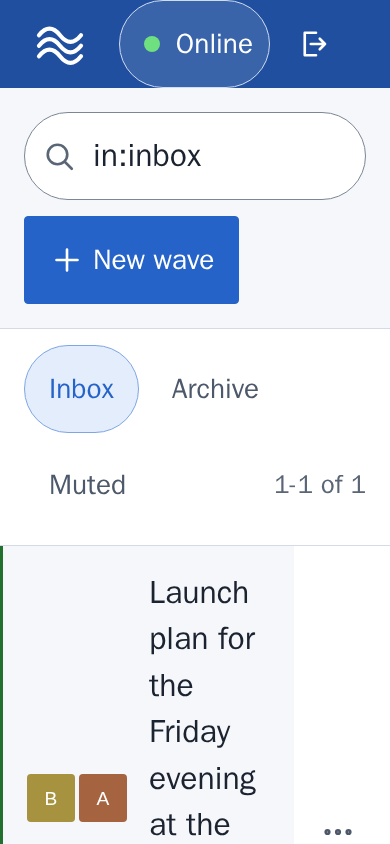 Online
in:inbox
New wave
Inbox
Archive
Muted
1-1 of 1
Launch
plan for
the
Friday
evening
at the
B
A